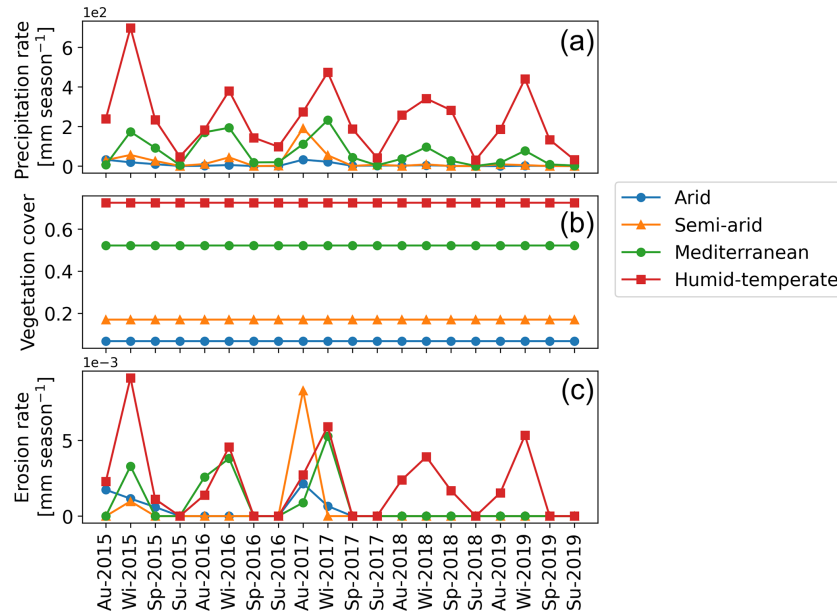 1e2
(a)
Precipitation rate
[mm season⁻¹]
6
4
2
0
(b)
Vegetation cover
0.6
0.4
0.2
1e−3
(c)
Erosion rate
[mm season⁻¹]
5
0
Au-2015
Wi-2015
Sp-2015
Su-2015
Au-2016
Wi-2016
Sp-2016
Su-2016
Au-2017
Wi-2017
Sp-2017
Su-2017
Au-2018
Wi-2018
Sp-2018
Su-2018
Au-2019
Wi-2019
Sp-2019
Su-2019
Arid
Semi-arid
Mediterranean
Humid-temperate